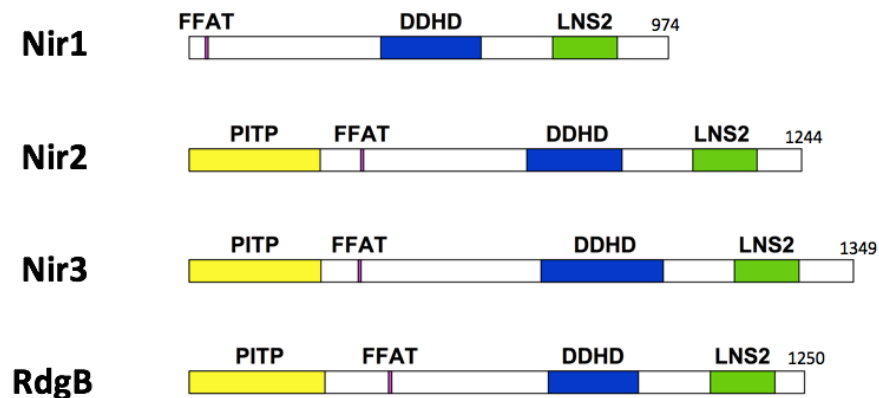 FFAT DDHD LNS2 974
Nir1
PITP FFAT DDHD LNS2 1244
Nir2
PITP FFAT DDHD LNS2 1349
Nir3
PITP FFAT DDHD LNS2 1250
RdgB